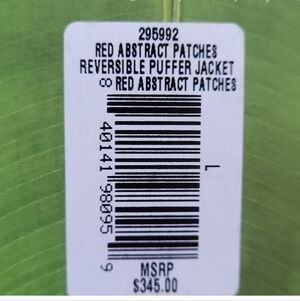 295992
RED ABSTRACT PATCHES
REVERSIBLE PUFFER JACKET
RED ABSTRACT PATCHES
8 40141 98095 9
L
MSRP
$345.00